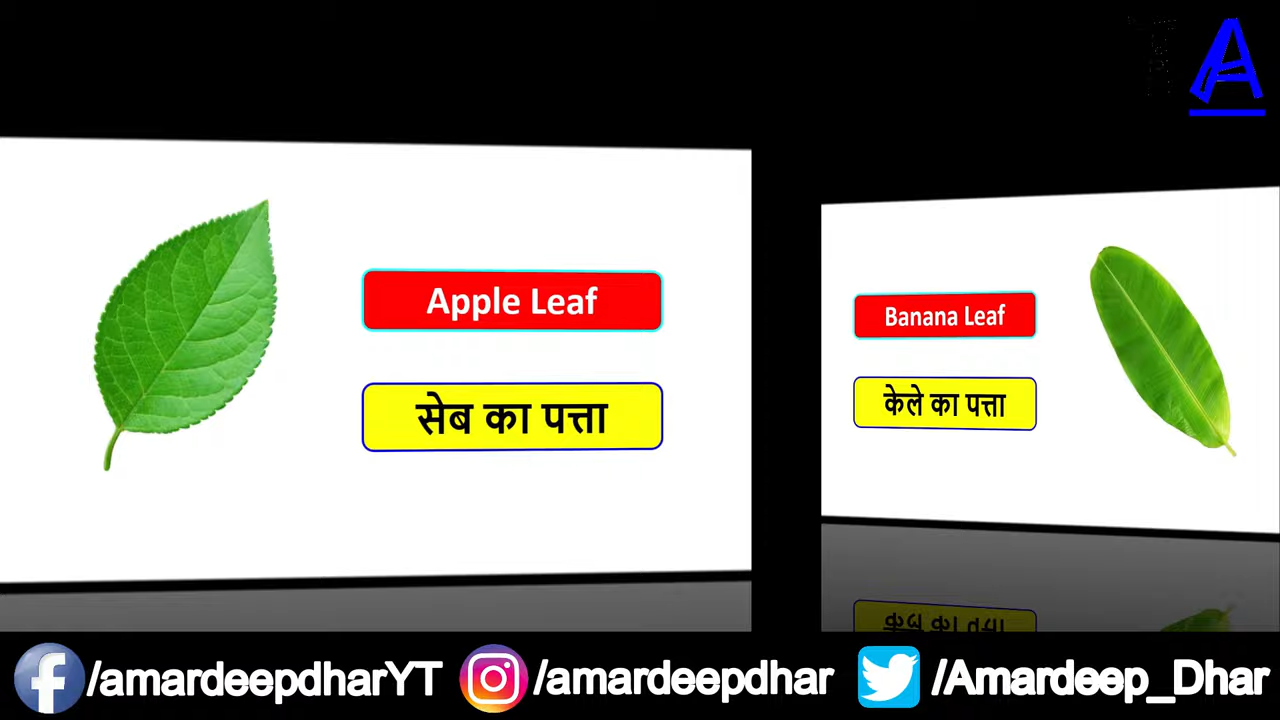 A
Apple Leaf
सेब का पत्ता
Banana Leaf
केले का पत्ता
/amardeepdharYT
/amardeepdhar
/Amardeep_Dhar